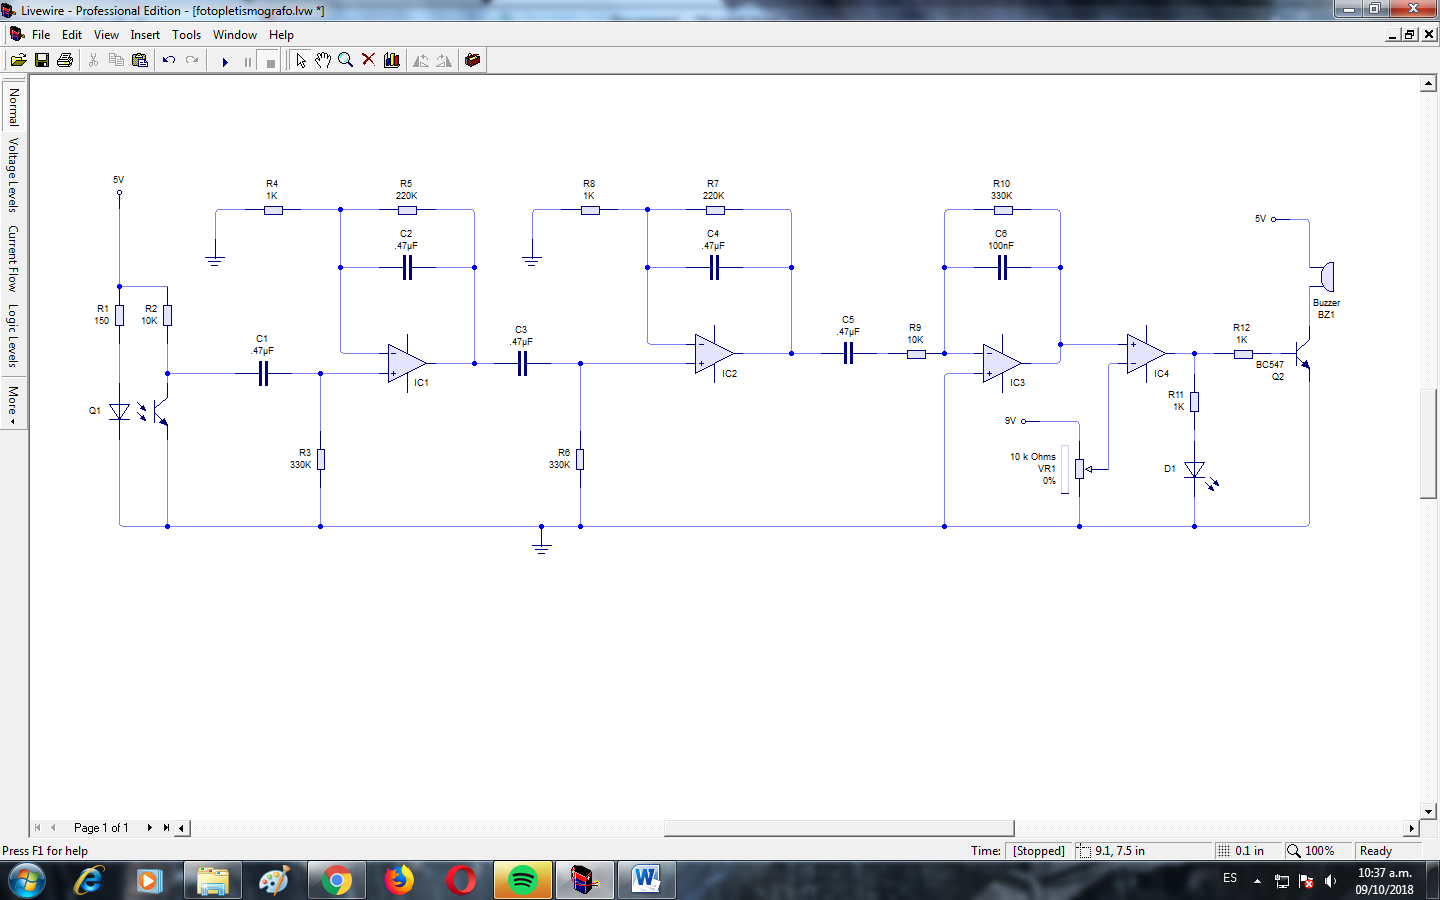 Livewire - Professional Edition - [fotopletismografo.lvw *]
File Edit View Insert Tools Window Help
Normal
Voltage Levels
Current Flow
Logic Levels
More
5V
R4
1K
R5
220K
R8
1K
R7
220K
R10
330K
C2
.47µF
C4
.47µF
C6
100nF
5V
Buzzer
BZ1
R1
150
R2
10K
C1
.47µF
C3
.47µF
C5
.47µF
R9
10K
R12
1K
IC1
IC2
IC3
IC4
BC547
Q2
Q1
R11
1K
9V
R3
330K
R6
330K
10 k Ohms
VR1
0%
D1
Page 1 of 1
Press F1 for help
Time: [Stopped] 9.1, 7.5 in 0.1 in 100% Ready
ES
10:37 a.m.
09/10/2018